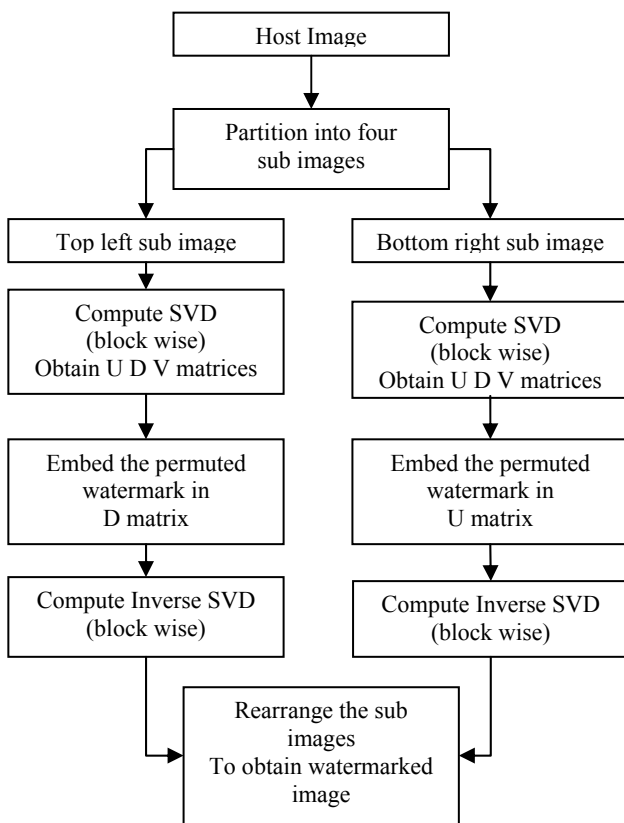 Host Image
Partition into four
sub images
Top left sub image
Bottom right sub image
Compute SVD
(block wise)
Obtain U D V matrices
Compute SVD
(block wise)
Obtain U D V matrices
Embed the permuted
watermark in
D matrix
Embed the permuted
watermark in
U matrix
Compute Inverse SVD
(block wise)
Compute Inverse SVD
(block wise)
Rearrange the sub
images
To obtain watermarked
image